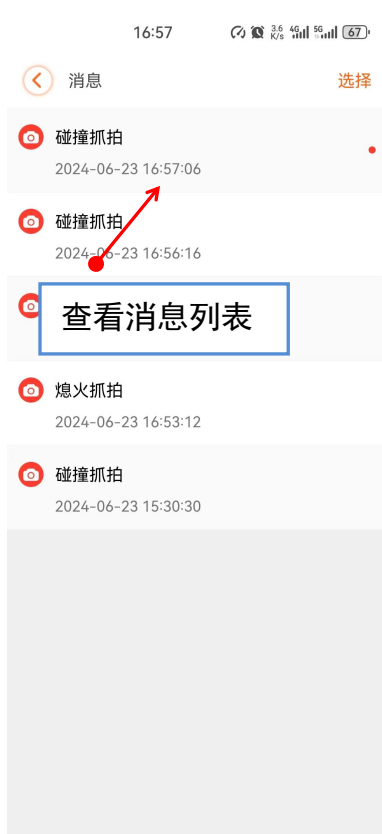 16:57 3.6 K/s 4G 5G 67
消息 选择
碰撞抓拍
2024-06-23 16:57:06
碰撞抓拍
2024-06-23 16:56:16
查看消息列表
熄火抓拍
2024-06-23 16:53:12
碰撞抓拍
2024-06-23 15:30:30